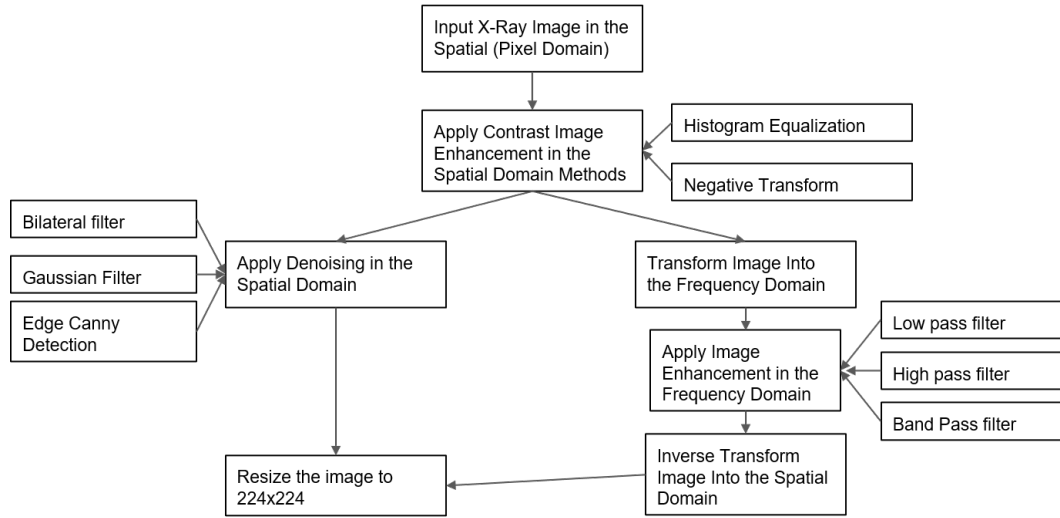 Input X-Ray Image in the
Spatial (Pixel Domain)
Apply Contrast Image
Enhancement in the
Spatial Domain Methods
Histogram Equalization
Negative Transform
Bilateral filter
Gaussian Filter
Edge Canny
Detection
Apply Denoising in the
Spatial Domain
Transform Image Into
the Frequency Domain
Apply Image
Enhancement in the
Frequency Domain
Low pass filter
High pass filter
Band Pass filter
Resize the image to
224x224
Inverse Transform
Image Into the Spatial
Domain